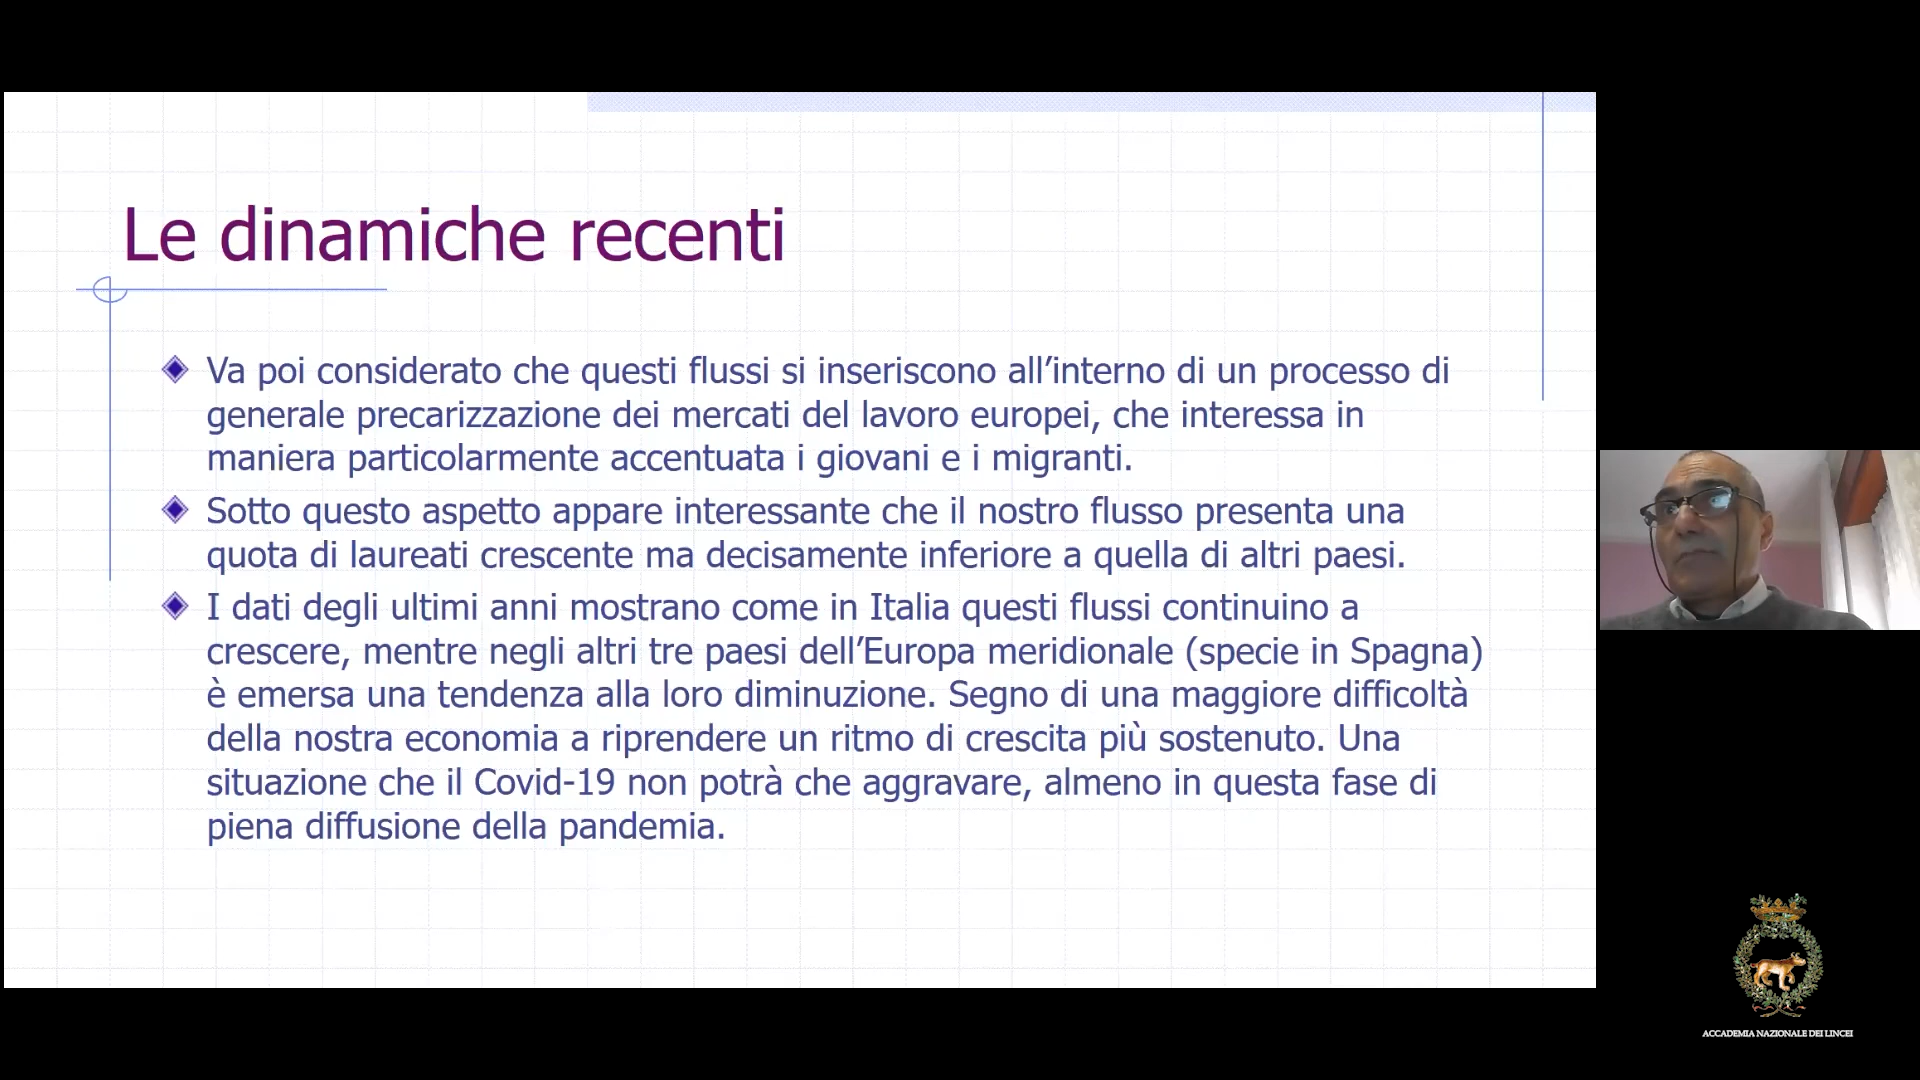 Le dinamiche recenti
Va poi considerato che questi flussi si inseriscono all’interno di un processo di
generale precarizzazione dei mercati del lavoro europei, che interessa in
maniera particolarmente accentuata i giovani e i migranti.
Sotto questo aspetto appare interessante che il nostro flusso presenta una
quota di laureati crescente ma decisamente inferiore a quella di altri paesi.
I dati degli ultimi anni mostrano come in Italia questi flussi continuino a
crescere, mentre negli altri tre paesi dell’Europa meridionale (specie in Spagna)
è emersa una tendenza alla loro diminuzione. Segno di una maggiore difficoltà
della nostra economia a riprendere un ritmo di crescita più sostenuto. Una
situazione che il Covid-19 non potrà che aggravare, almeno in questa fase di
piena diffusione della pandemia.
ACCADEMIA NAZIONALE DEI LINCEI